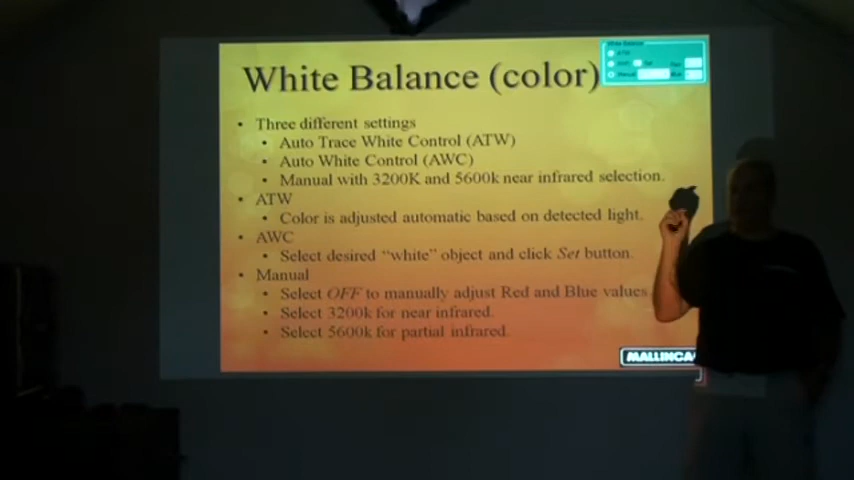 White Balance (color)
• Three different settings
• Auto Trace White Control (ATW)
• Auto White Control (AWC)
• Manual with 3200K and 5600k near infrared selection.
• ATW
• Color is adjusted automatic based on detected light.
• AWC
• Select desired “white” object and click Set button.
• Manual
• Select OFF to manually adjust Red and Blue values
• Select 3200k for near infrared.
• Select 5600k for partial infrared.
MALLINCA